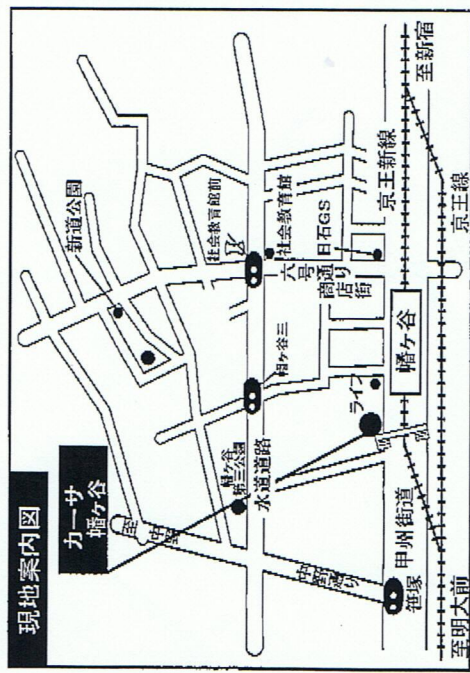 現地案内図
カーサ
幡ヶ谷
新道公園
社会教育館前
社会教育館
日石GS
六号通り
商店街
幡ヶ谷三
ライフ
幡ヶ谷
第三公園
水道道路
至中野
中野通り
笹塚
甲州街道
幡ヶ谷
京王新線
至新宿
京王線
至明大前